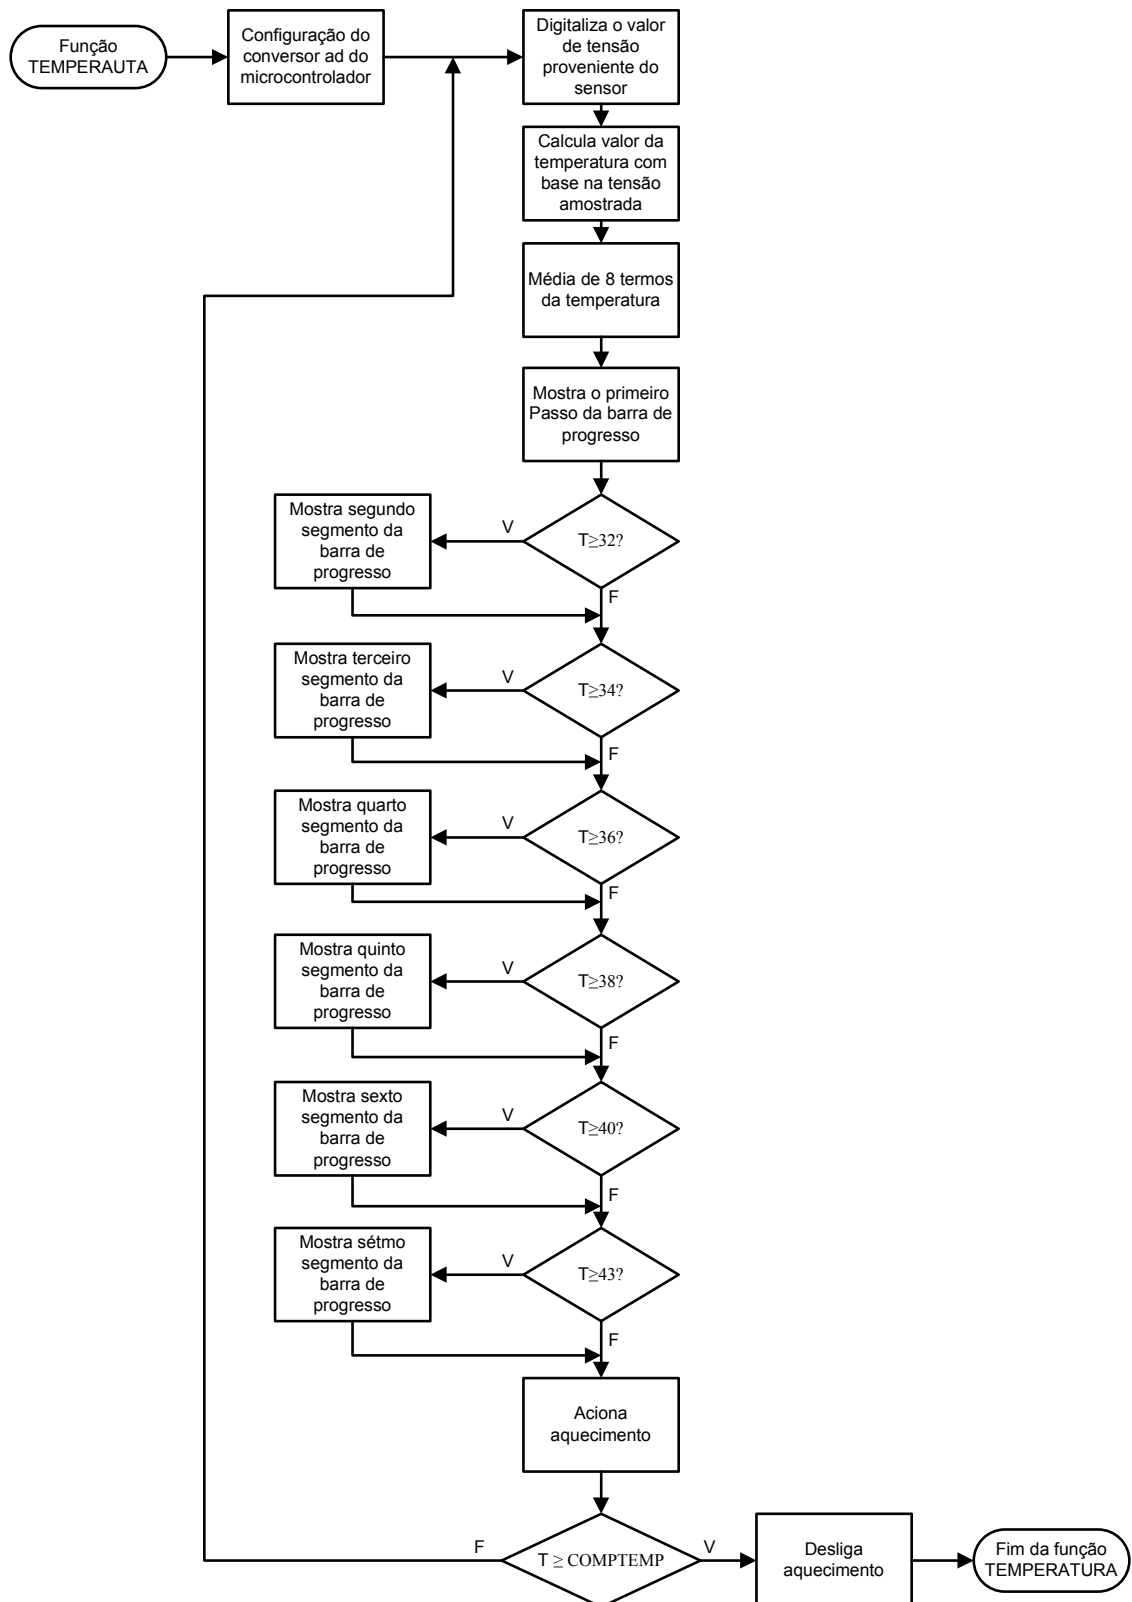 Função
TEMPERAUTA
Configuração do
conversor ad do
microcontrolador
Digitaliza o valor
de tensão
proveniente do
sensor
Calcula valor da
temperatura com
base na tensão
amostrada
Média de 8 termos
da temperatura
Mostra o primeiro
Passo da barra de
progresso
Mostra segundo
segmento da
barra de
progresso
V
T≥32?
F
Mostra terceiro
segmento da
barra de
progresso
V
T≥34?
F
Mostra quarto
segmento da
barra de
progresso
V
T≥36?
F
Mostra quinto
segmento da
barra de
progresso
V
T≥38?
F
Mostra sexto
segmento da
barra de
progresso
V
T≥40?
F
Mostra sétmo
segmento da
barra de
progresso
V
T≥43?
F
Aciona
aquecimento
F
T ≥ COMPTEMP
V
Desliga
aquecimento
Fim da função
TEMPERATURA